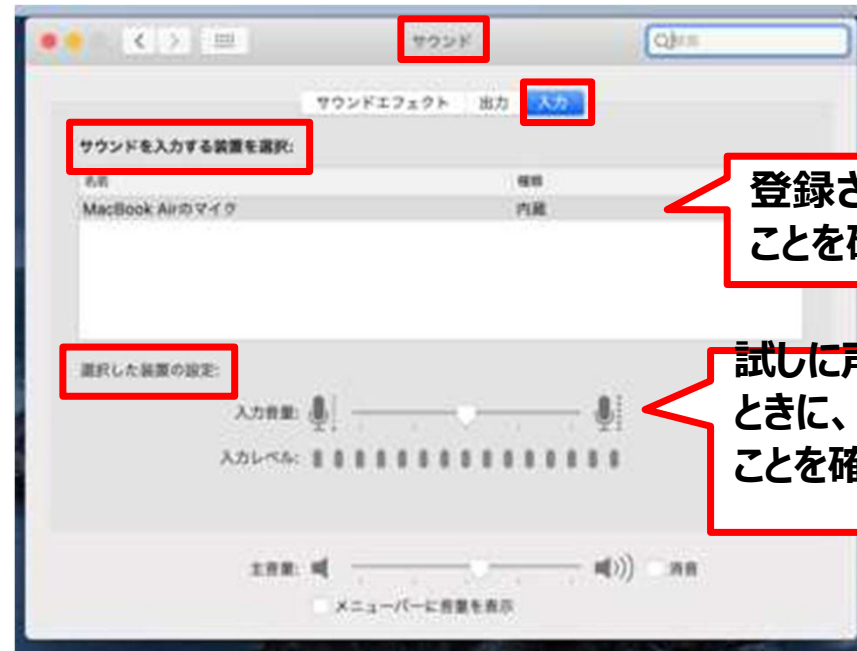 サウンド
検索
サウンドエフェクト 出力 入力
サウンドを入力する装置を選択:
名前 種類
MacBook Airのマイク 内蔵
登録さ
ことを確
選択した装置の設定:
試しに声
ときに、
ことを確
入力音量:
入力レベル:
主音量: 消音
メニューバーに音量を表示